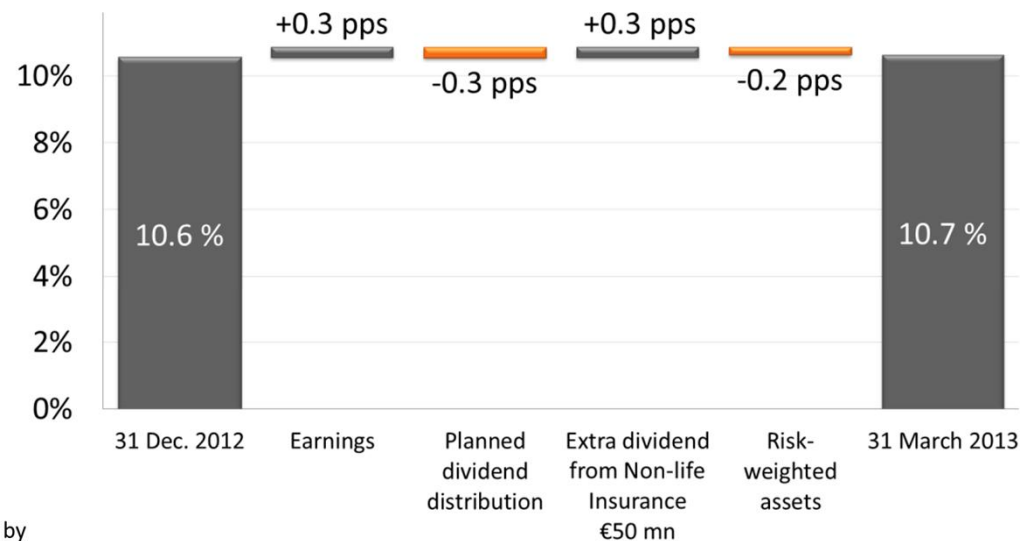 +0.3 pps
+0.3 pps
10%
-0.3 pps
-0.2 pps
8%
6%
10.6 %
10.7 %
4%
2%
0%
31 Dec. 2012
Earnings
Planned
dividend
distribution
Extra dividend
from Non-life
Insurance
€50 mn
Risk-
weighted
assets
31 March 2013
by